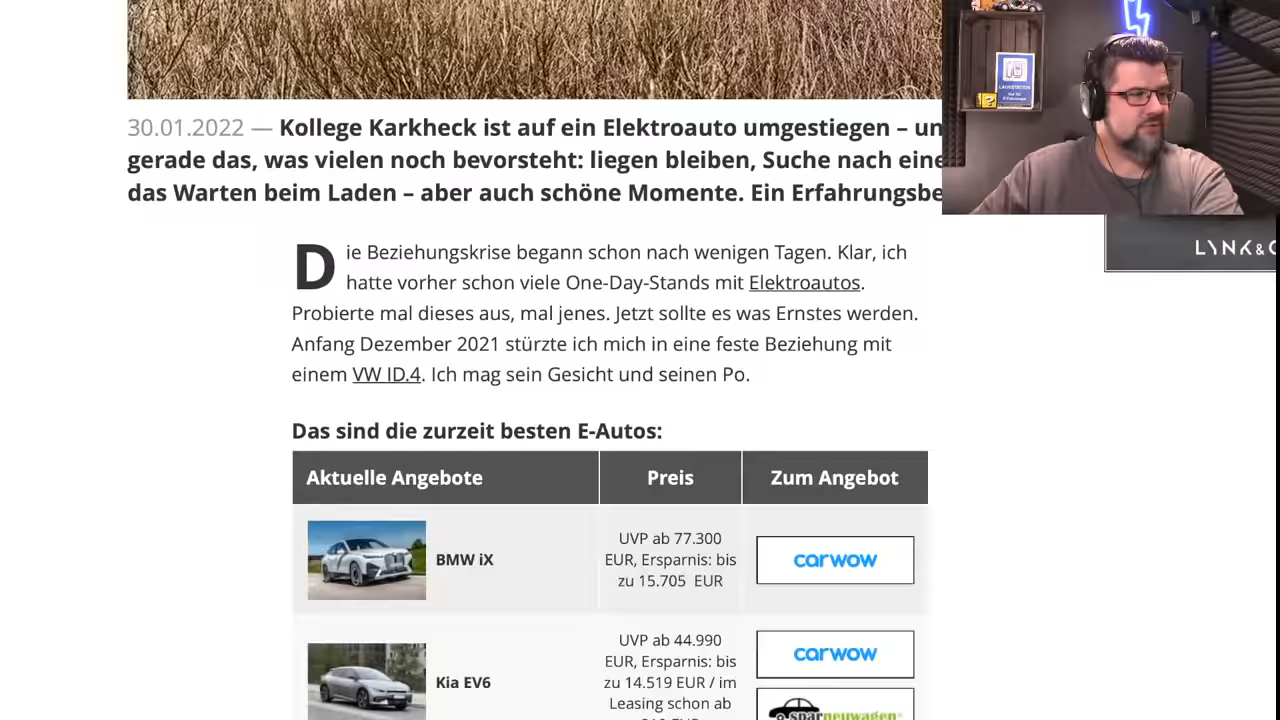 30.01.2022 — Kollege Karkheck ist auf ein Elektroauto umgestiegen – un
gerade das, was vielen noch bevorsteht: liegen bleiben, Suche nach eine
das Warten beim Laden – aber auch schöne Momente. Ein Erfahrungsbe
LYNK & C
Die Beziehungskrise begann schon nach wenigen Tagen. Klar, ich
hatte vorher schon viele One-Day-Stands mit Elektroautos.
Probierte mal dieses aus, mal jenes. Jetzt sollte es was Ernstes werden.
Anfang Dezember 2021 stürzte ich mich in eine feste Beziehung mit
einem VW ID.4. Ich mag sein Gesicht und seinen Po.
Das sind die zurzeit besten E-Autos:
Aktuelle Angebote Preis Zum Angebot
BMW iX
UVP ab 77.300
EUR, Ersparnis: bis
zu 15.705 EUR
carwow
Kia EV6
UVP ab 44.990
EUR, Ersparnis: bis
zu 14.519 EUR / im
Leasing schon ab
carwow
sparneuwagen